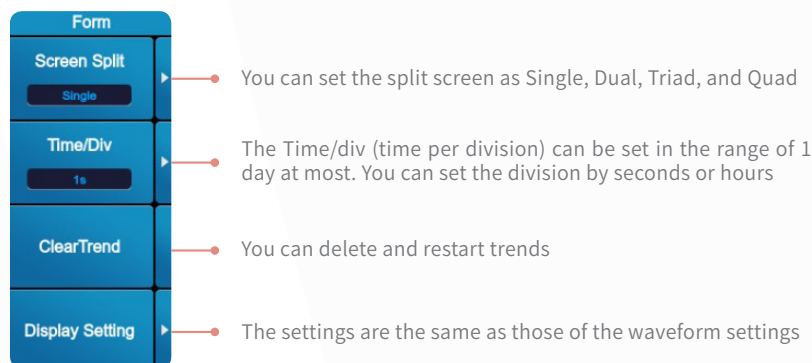 Form
Screen Split
Single
You can set the split screen as Single, Dual, Triad, and Quad
Time/Div
1s
The Time/div (time per division) can be set in the range of 1
day at most. You can set the division by seconds or hours
ClearTrend
You can delete and restart trends
Display Setting
The settings are the same as those of the waveform settings